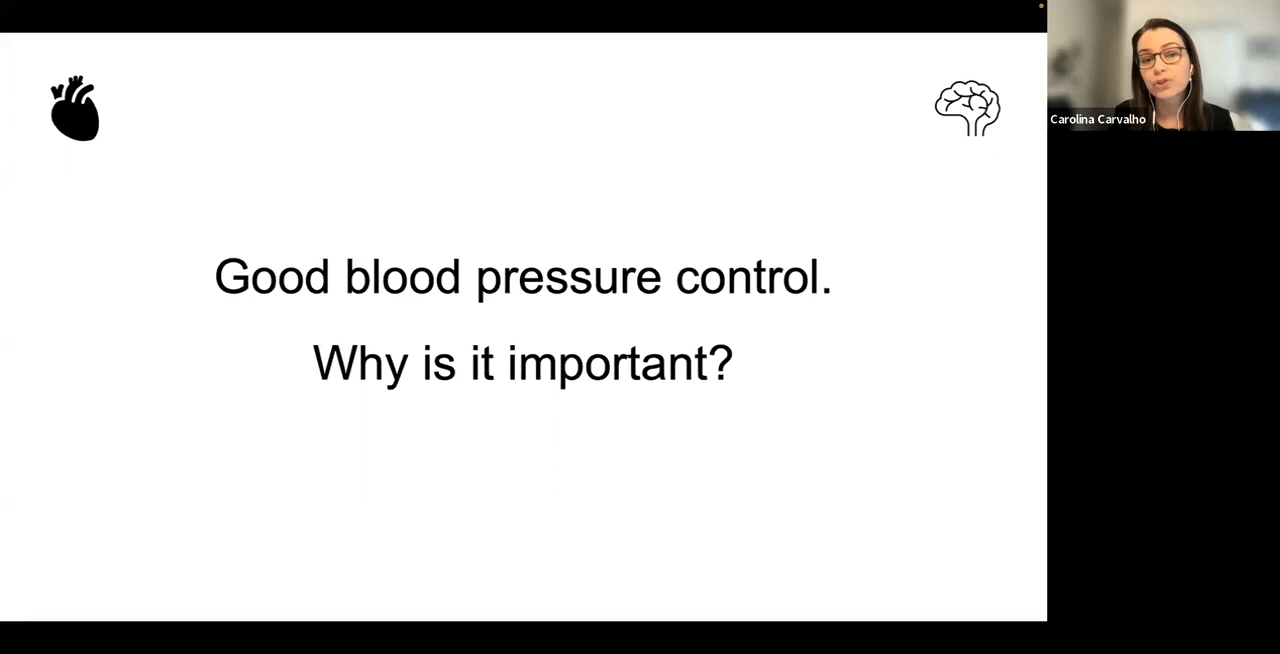 Good blood pressure control.
Why is it important?
Carolina Carvalho